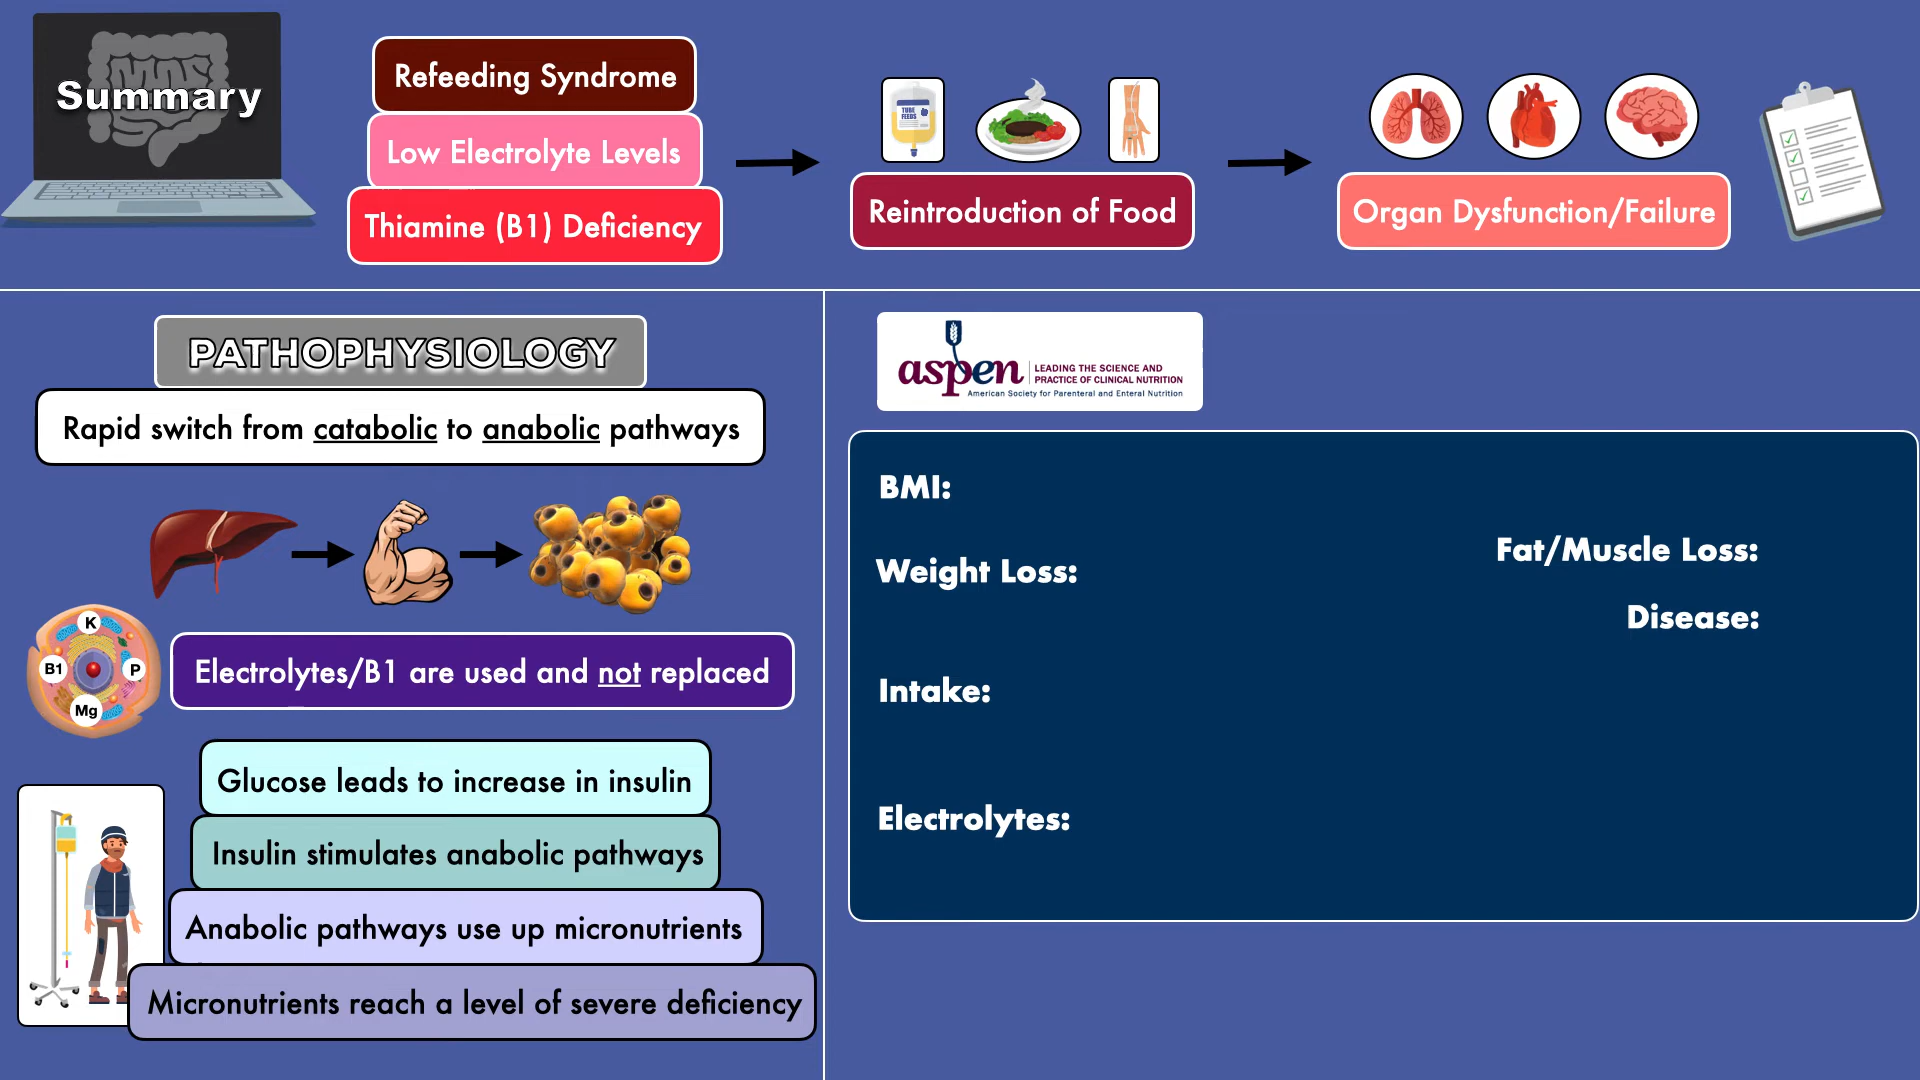 Summary
Refeeding Syndrome
Low Electrolyte Levels
Thiamine (B1) Deficiency
TUBE
FEEDS
Reintroduction of Food
Organ Dysfunction/Failure
PATHOPHYSIOLOGY
Rapid switch from catabolic to anabolic pathways
K
B1
P
Mg
Electrolytes/B1 are used and not replaced
Glucose leads to increase in insulin
Insulin stimulates anabolic pathways
Anabolic pathways use up micronutrients
Micronutrients reach a level of severe deficiency
aspen
LEADING THE SCIENCE AND
PRACTICE OF CLINICAL NUTRITION
American Society for Parenteral and Enteral Nutrition
BMI:
Weight Loss:
Intake:
Electrolytes:
Fat/Muscle Loss:
Disease: